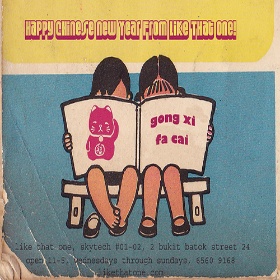 Happy Chinese New Year From Like That One!
gong xi
fa cai
like that one, skytech #01-02, 2 bukit batok street 24
open 11-5, wednesdays through sundays. 6560 9168
likethatone.com